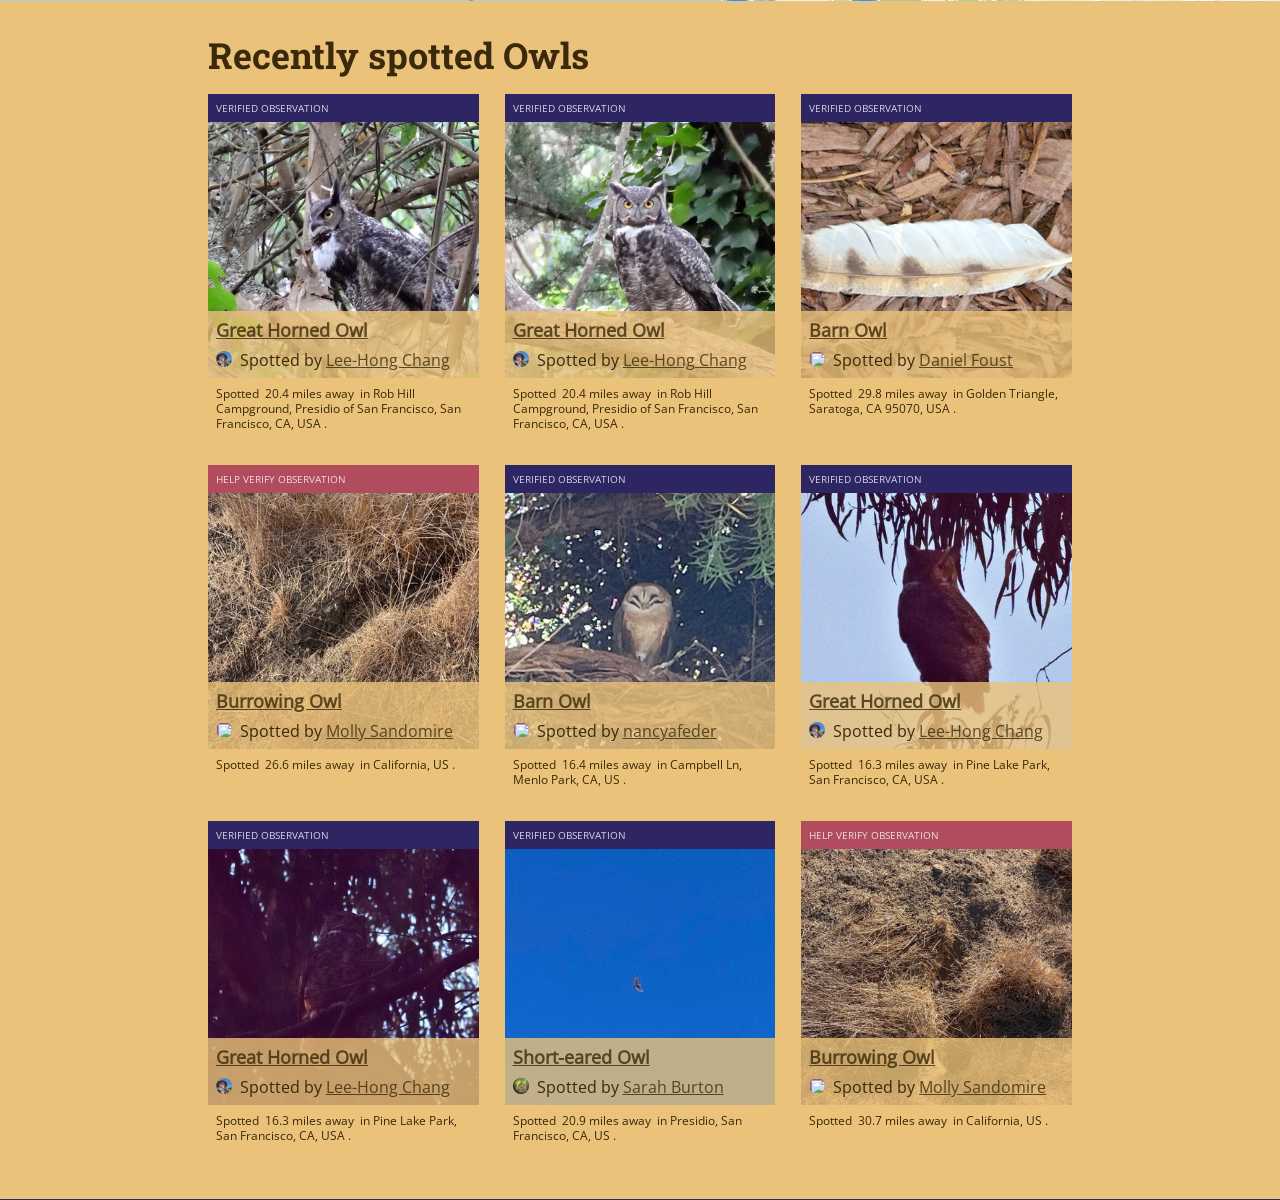 Recently spotted Owls
VERIFIED OBSERVATION
Great Horned Owl
Spotted by Lee-Hong Chang
Spotted 20.4 miles away in Rob Hill
Campground, Presidio of San Francisco, San
Francisco, CA, USA .
VERIFIED OBSERVATION
Great Horned Owl
Spotted by Lee-Hong Chang
Spotted 20.4 miles away in Rob Hill
Campground, Presidio of San Francisco, San
Francisco, CA, USA .
VERIFIED OBSERVATION
Barn Owl
Spotted by Daniel Foust
Spotted 29.8 miles away in Golden Triangle,
Saratoga, CA 95070, USA .
HELP VERIFY OBSERVATION
Burrowing Owl
Spotted by Molly Sandomire
Spotted 26.6 miles away in California, US .
VERIFIED OBSERVATION
Barn Owl
Spotted by nancyafeder
Spotted 16.4 miles away in Campbell Ln,
Menlo Park, CA, US .
VERIFIED OBSERVATION
Great Horned Owl
Spotted by Lee-Hong Chang
Spotted 16.3 miles away in Pine Lake Park,
San Francisco, CA, USA .
VERIFIED OBSERVATION
Great Horned Owl
Spotted by Lee-Hong Chang
Spotted 16.3 miles away in Pine Lake Park,
San Francisco, CA, USA .
VERIFIED OBSERVATION
Short-eared Owl
Spotted by Sarah Burton
Spotted 20.9 miles away in Presidio, San
Francisco, CA, US .
HELP VERIFY OBSERVATION
Burrowing Owl
Spotted by Molly Sandomire
Spotted 30.7 miles away in California, US .